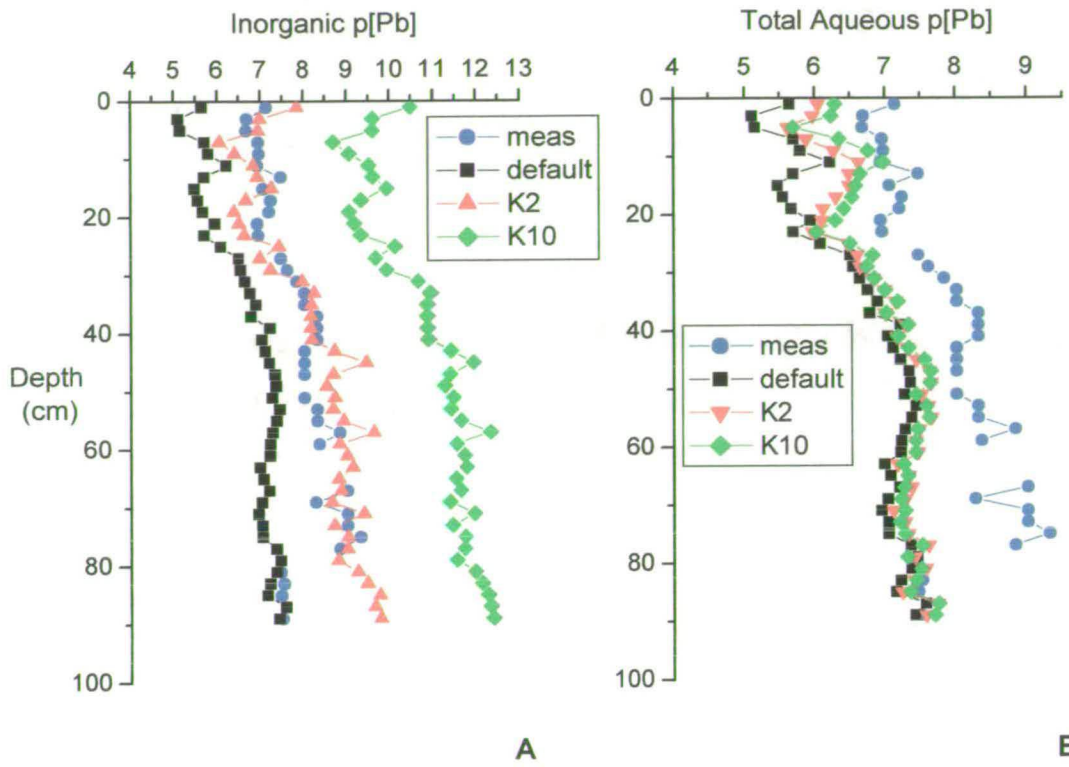 Inorganic p[Pb]
4 5 6 7 8 9 10 11 12 13
0
20
40
60
80
100
Depth
(cm)
meas
default
K2
K10
A
Total Aqueous p[Pb]
4 5 6 7 8 9
0
20
40
60
80
100
meas
default
K2
K10